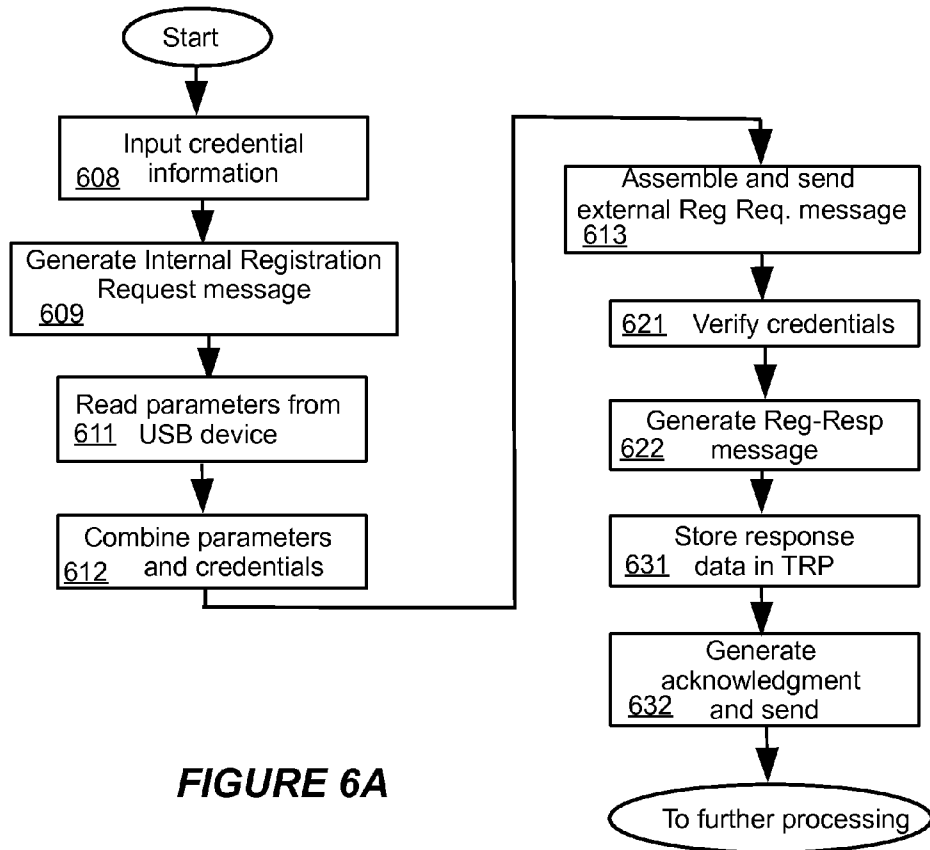 Start
Input credential
608 information
Generate Internal Registration
Request message
609
Read parameters from
611 USB device
Combine parameters
612 and credentials
Assemble and send
external Reg Req. message
613
621 Verify credentials
Generate Reg-Resp
622 message
Store response
631 data in TRP
Generate
acknowledgment
632 and send
To further processing
FIGURE 6A